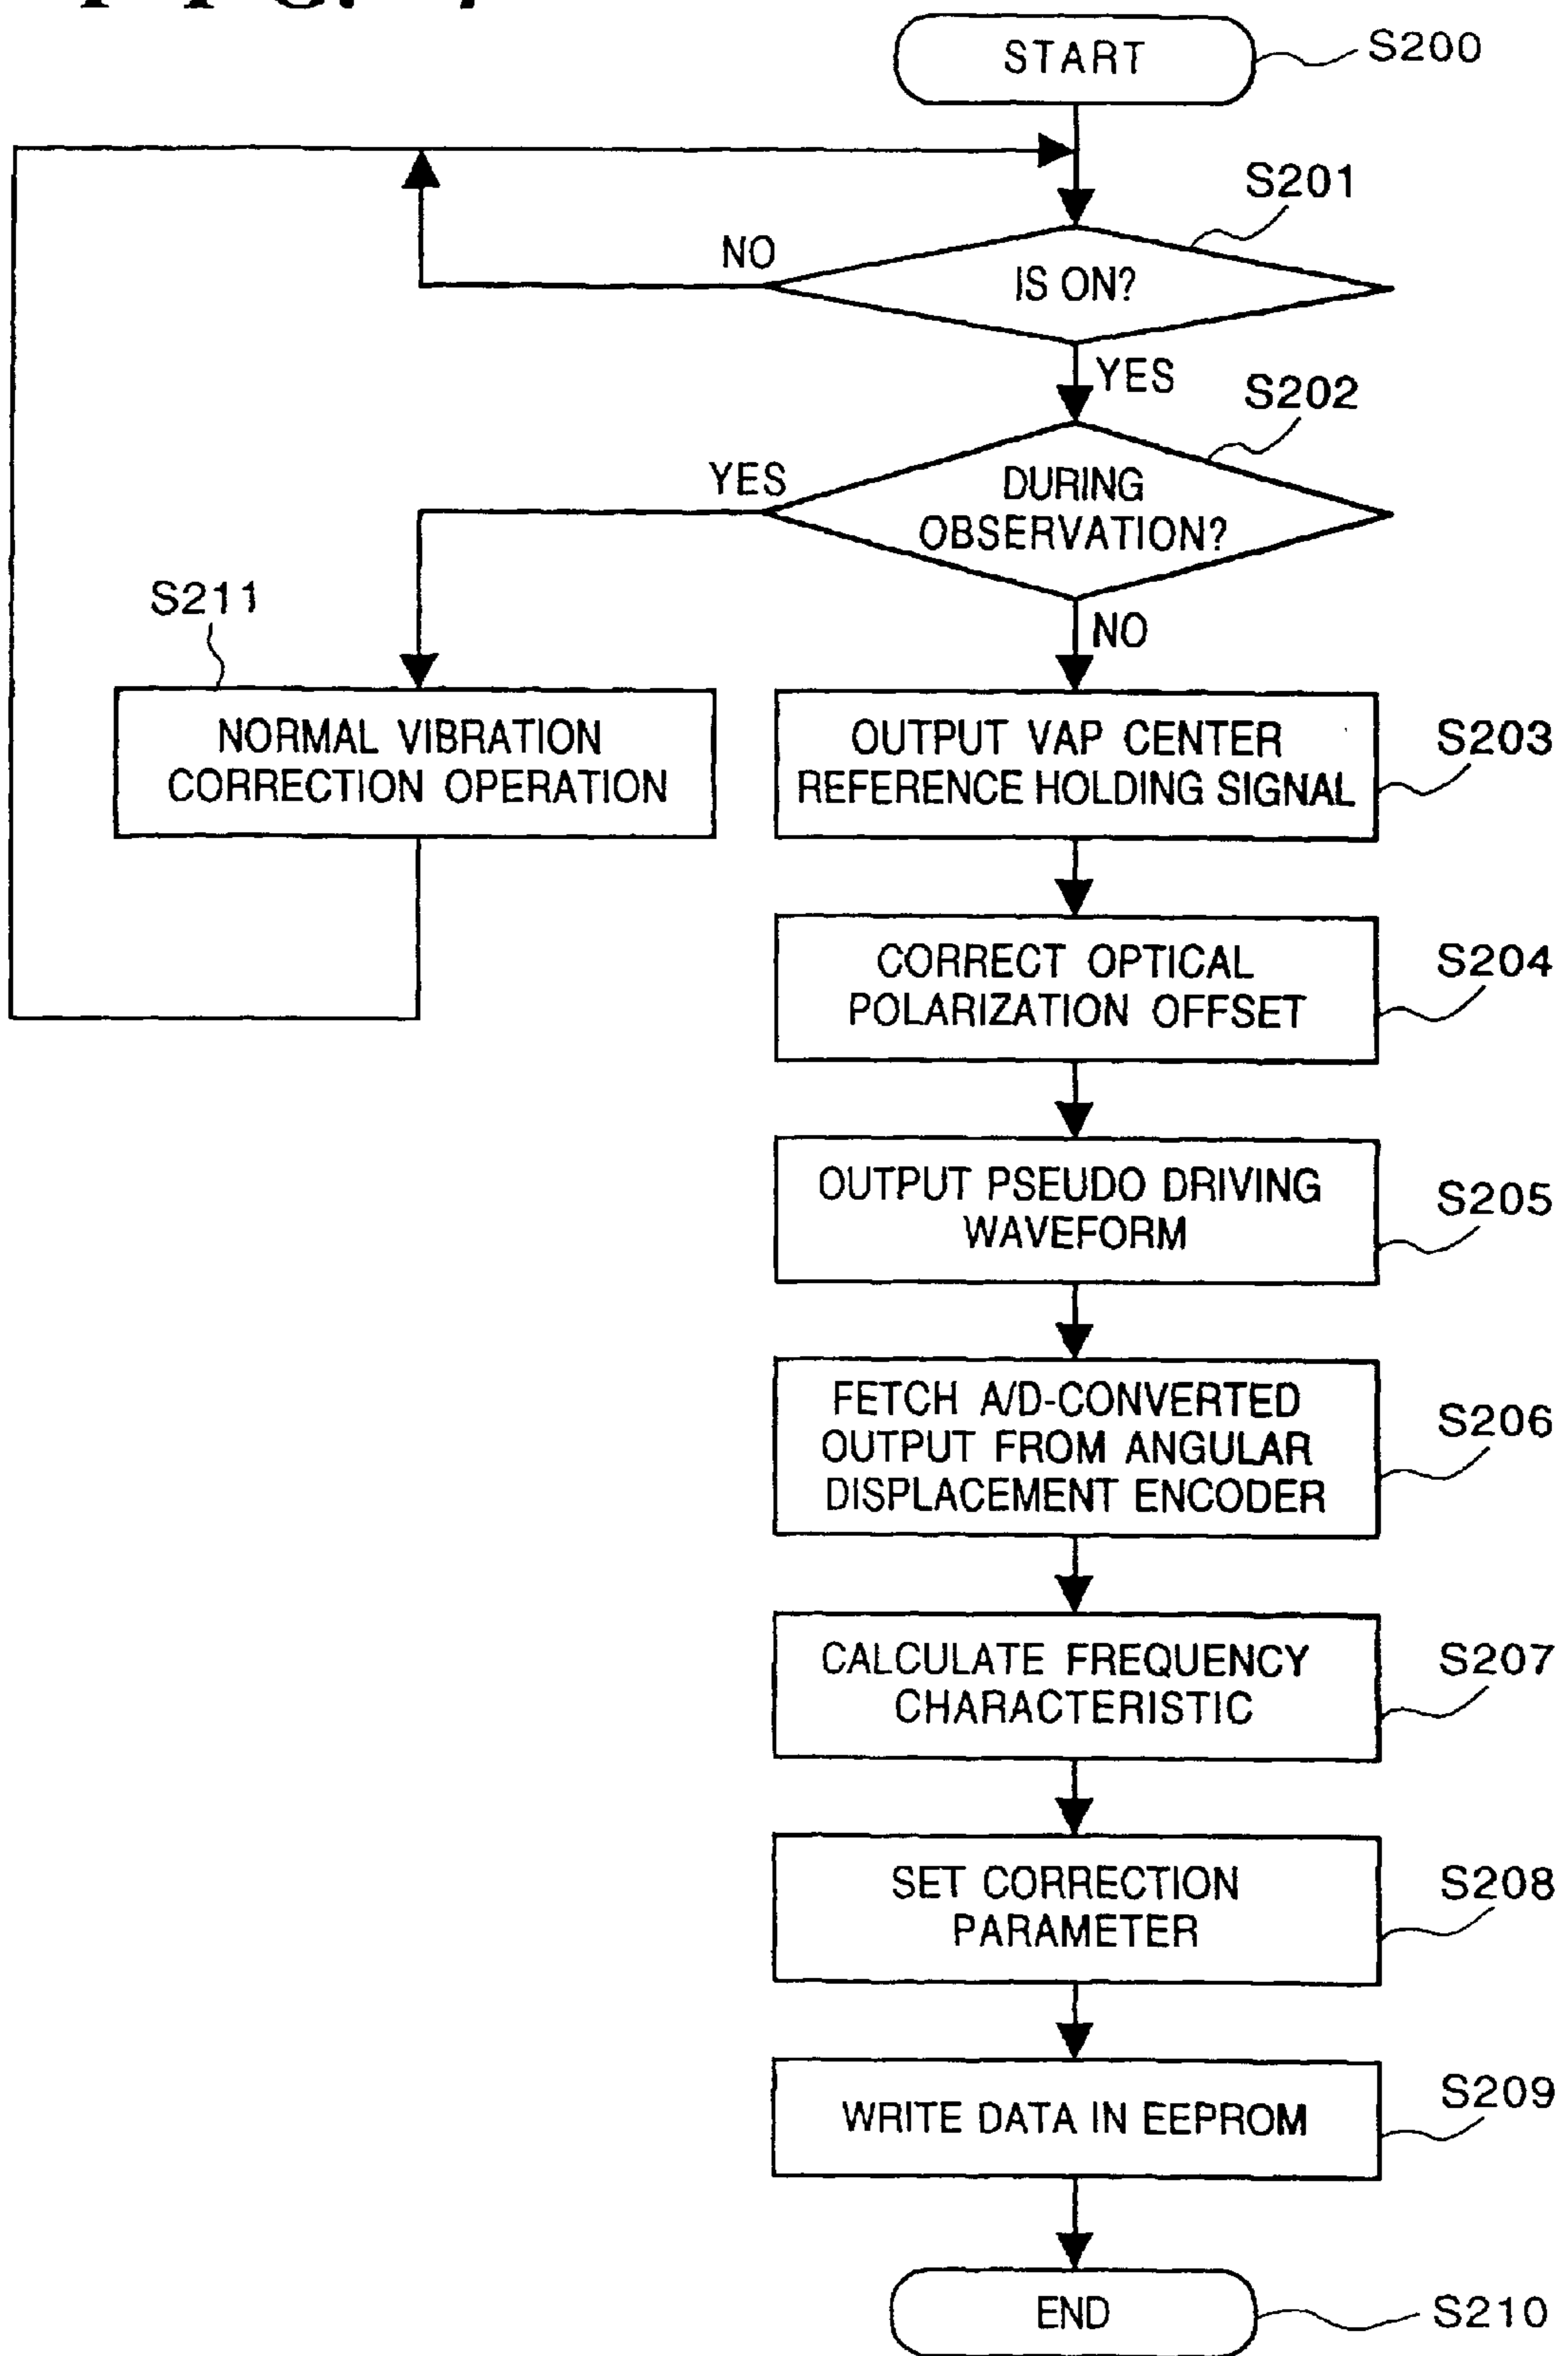 START
S200
S201
NO
IS ON?
YES
S202
YES
DURING
OBSERVATION?
S211
NO
NORMAL VIBRATION
CORRECTION OPERATION
OUTPUT VAP CENTER
REFERENCE HOLDING SIGNAL
S203
CORRECT OPTICAL
POLARIZATION OFFSET
S204
OUTPUT PSEUDO DRIVING
WAVEFORM
S205
FETCH A/D-CONVERTED
OUTPUT FROM ANGULAR
DISPLACEMENT ENCODER
S206
CALCULATE FREQUENCY
CHARACTERISTIC
S207
SET CORRECTION
PARAMETER
S208
WRITE DATA IN EEPROM
S209
END
S210